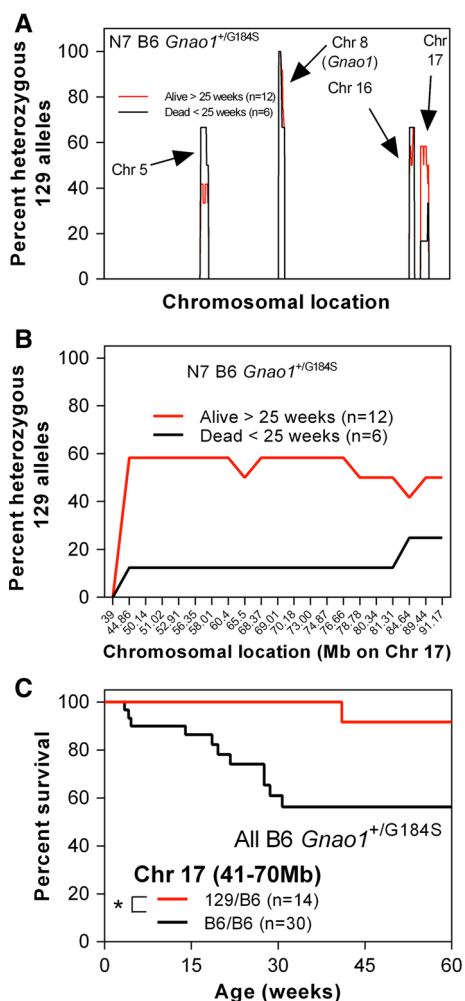 A
N7 B6 Gnao1+/G184S
Percent heterozygous
129 alleles
100
80
60
40
20
0
Alive > 25 weeks (n=12)
Dead < 25 weeks (n=6)
Chr 5
Chr 8
(Gnao1)
Chr 16
Chr
17
Chromosomal location
B
N7 B6 Gnao1+/G184S
Percent heterozygous
129 alleles
100
80
60
40
20
0
Alive > 25 weeks (n=12)
Dead < 25 weeks (n=6)
39
44.86
50.14
51.02
52.91
56.35
58.01
60.4
65.5
68.37
69.01
70.18
73.00
74.87
76.66
78.78
80.34
81.31
84.64
89.44
91.17
Chromosomal location (Mb on Chr 17)
C
Percent survival
100
80
60
40
20
0
All B6 Gnao1+/G184S
Chr 17 (41-70Mb)
129/B6 (n=14)
*
B6/B6 (n=30)
0 15 30 45 60
Age (weeks)